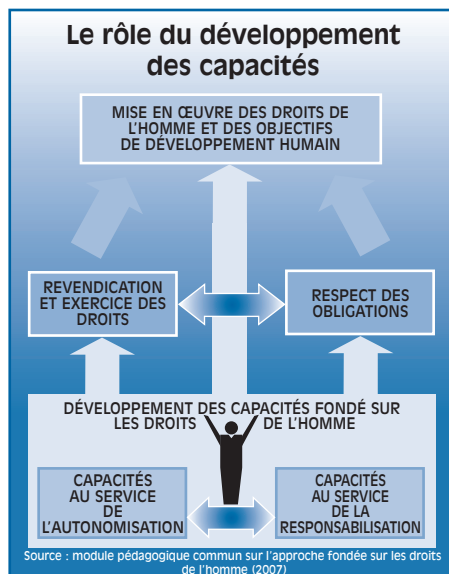 Le rôle du développement
des capacités
MISE EN ŒUVRE DES DROITS DE
L'HOMME ET DES OBJECTIFS
DE DÉVELOPPEMENT HUMAIN
REVENDICATION
ET EXERCICE DES
DROITS
RESPECT DES
OBLIGATIONS
DÉVELOPPEMENT DES CAPACITÉS FONDÉ SUR
LES DROITS DE L'HOMME
CAPACITÉS
AU SERVICE
DE
L'AUTONOMISATION
CAPACITÉS
AU SERVICE
DE LA
RESPONSABILISATION
Source : module pédagogique commun sur l'approche fondée sur les droits
de l'homme (2007)